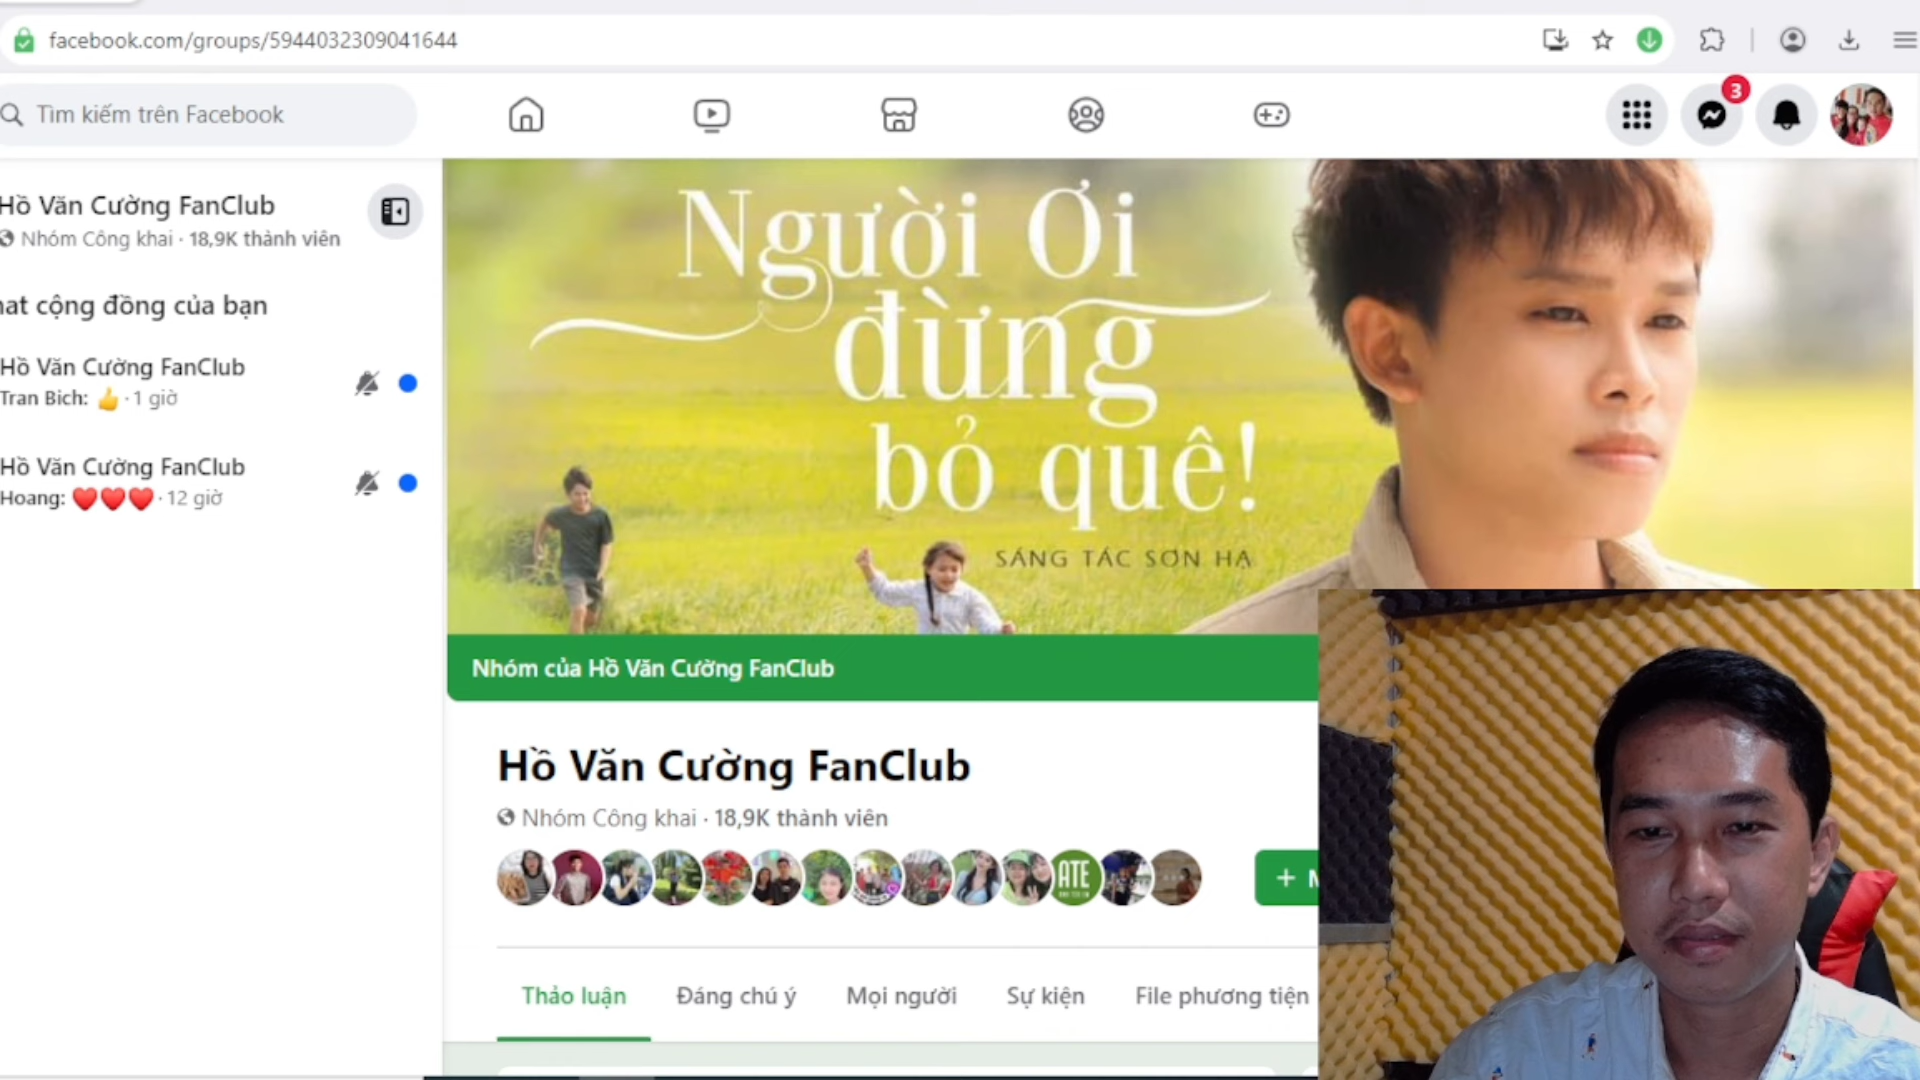 facebook.com/groups/5944032309041644
Tìm kiếm trên Facebook
3
Hồ Văn Cường FanClub
Nhóm Công khai · 18,9K thành viên
cộng đồng của bạn
Hồ Văn Cường FanClub
Tran Bich: 👍 · 1 giờ
Hồ Văn Cường FanClub
Hoang: ❤️❤️❤️ · 12 giờ
Người Ơi
đừng
bỏ quê!
SÁNG TÁC SƠN HẠ
Nhóm của Hồ Văn Cường FanClub
Hồ Văn Cường FanClub
Nhóm Công khai · 18,9K thành viên
ATE
+
Thảo luận
Đáng chú ý
Mọi người
Sự kiện
File phương tiện